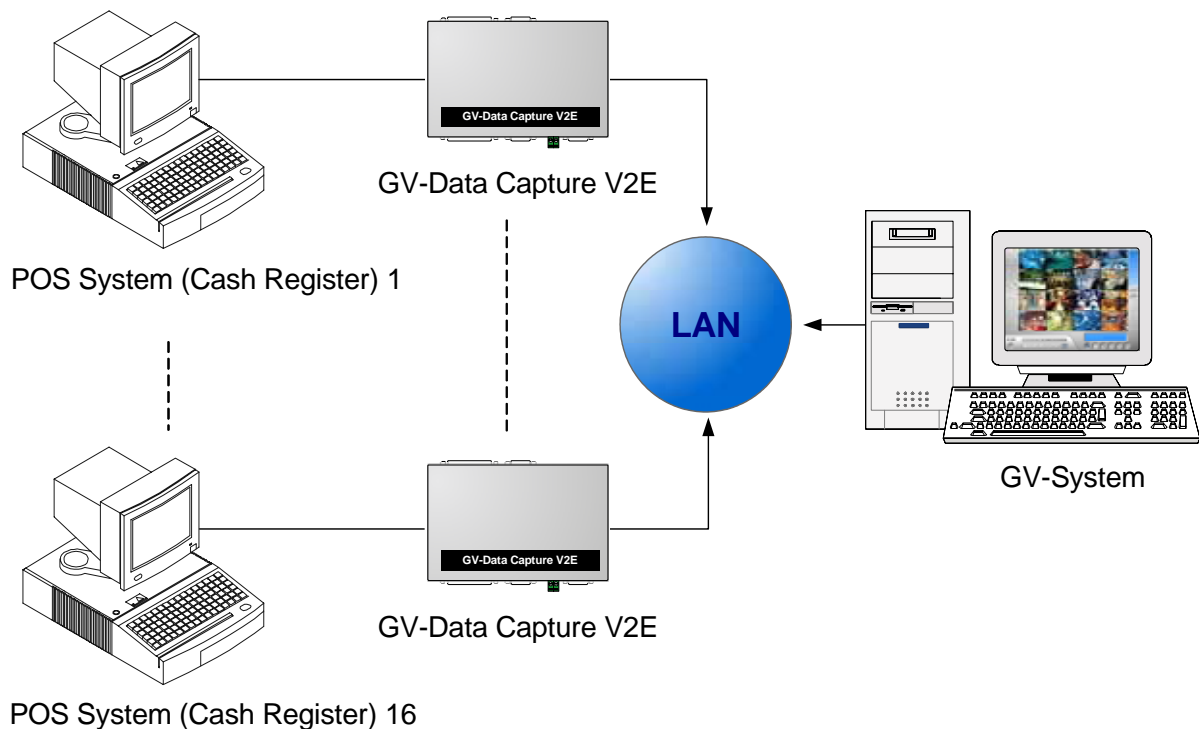 GV-Data Capture V2E
GV-Data Capture V2E
POS System (Cash Register) 1
LAN
GV-System
GV-Data Capture V2E
GV-Data Capture V2E
POS System (Cash Register) 16